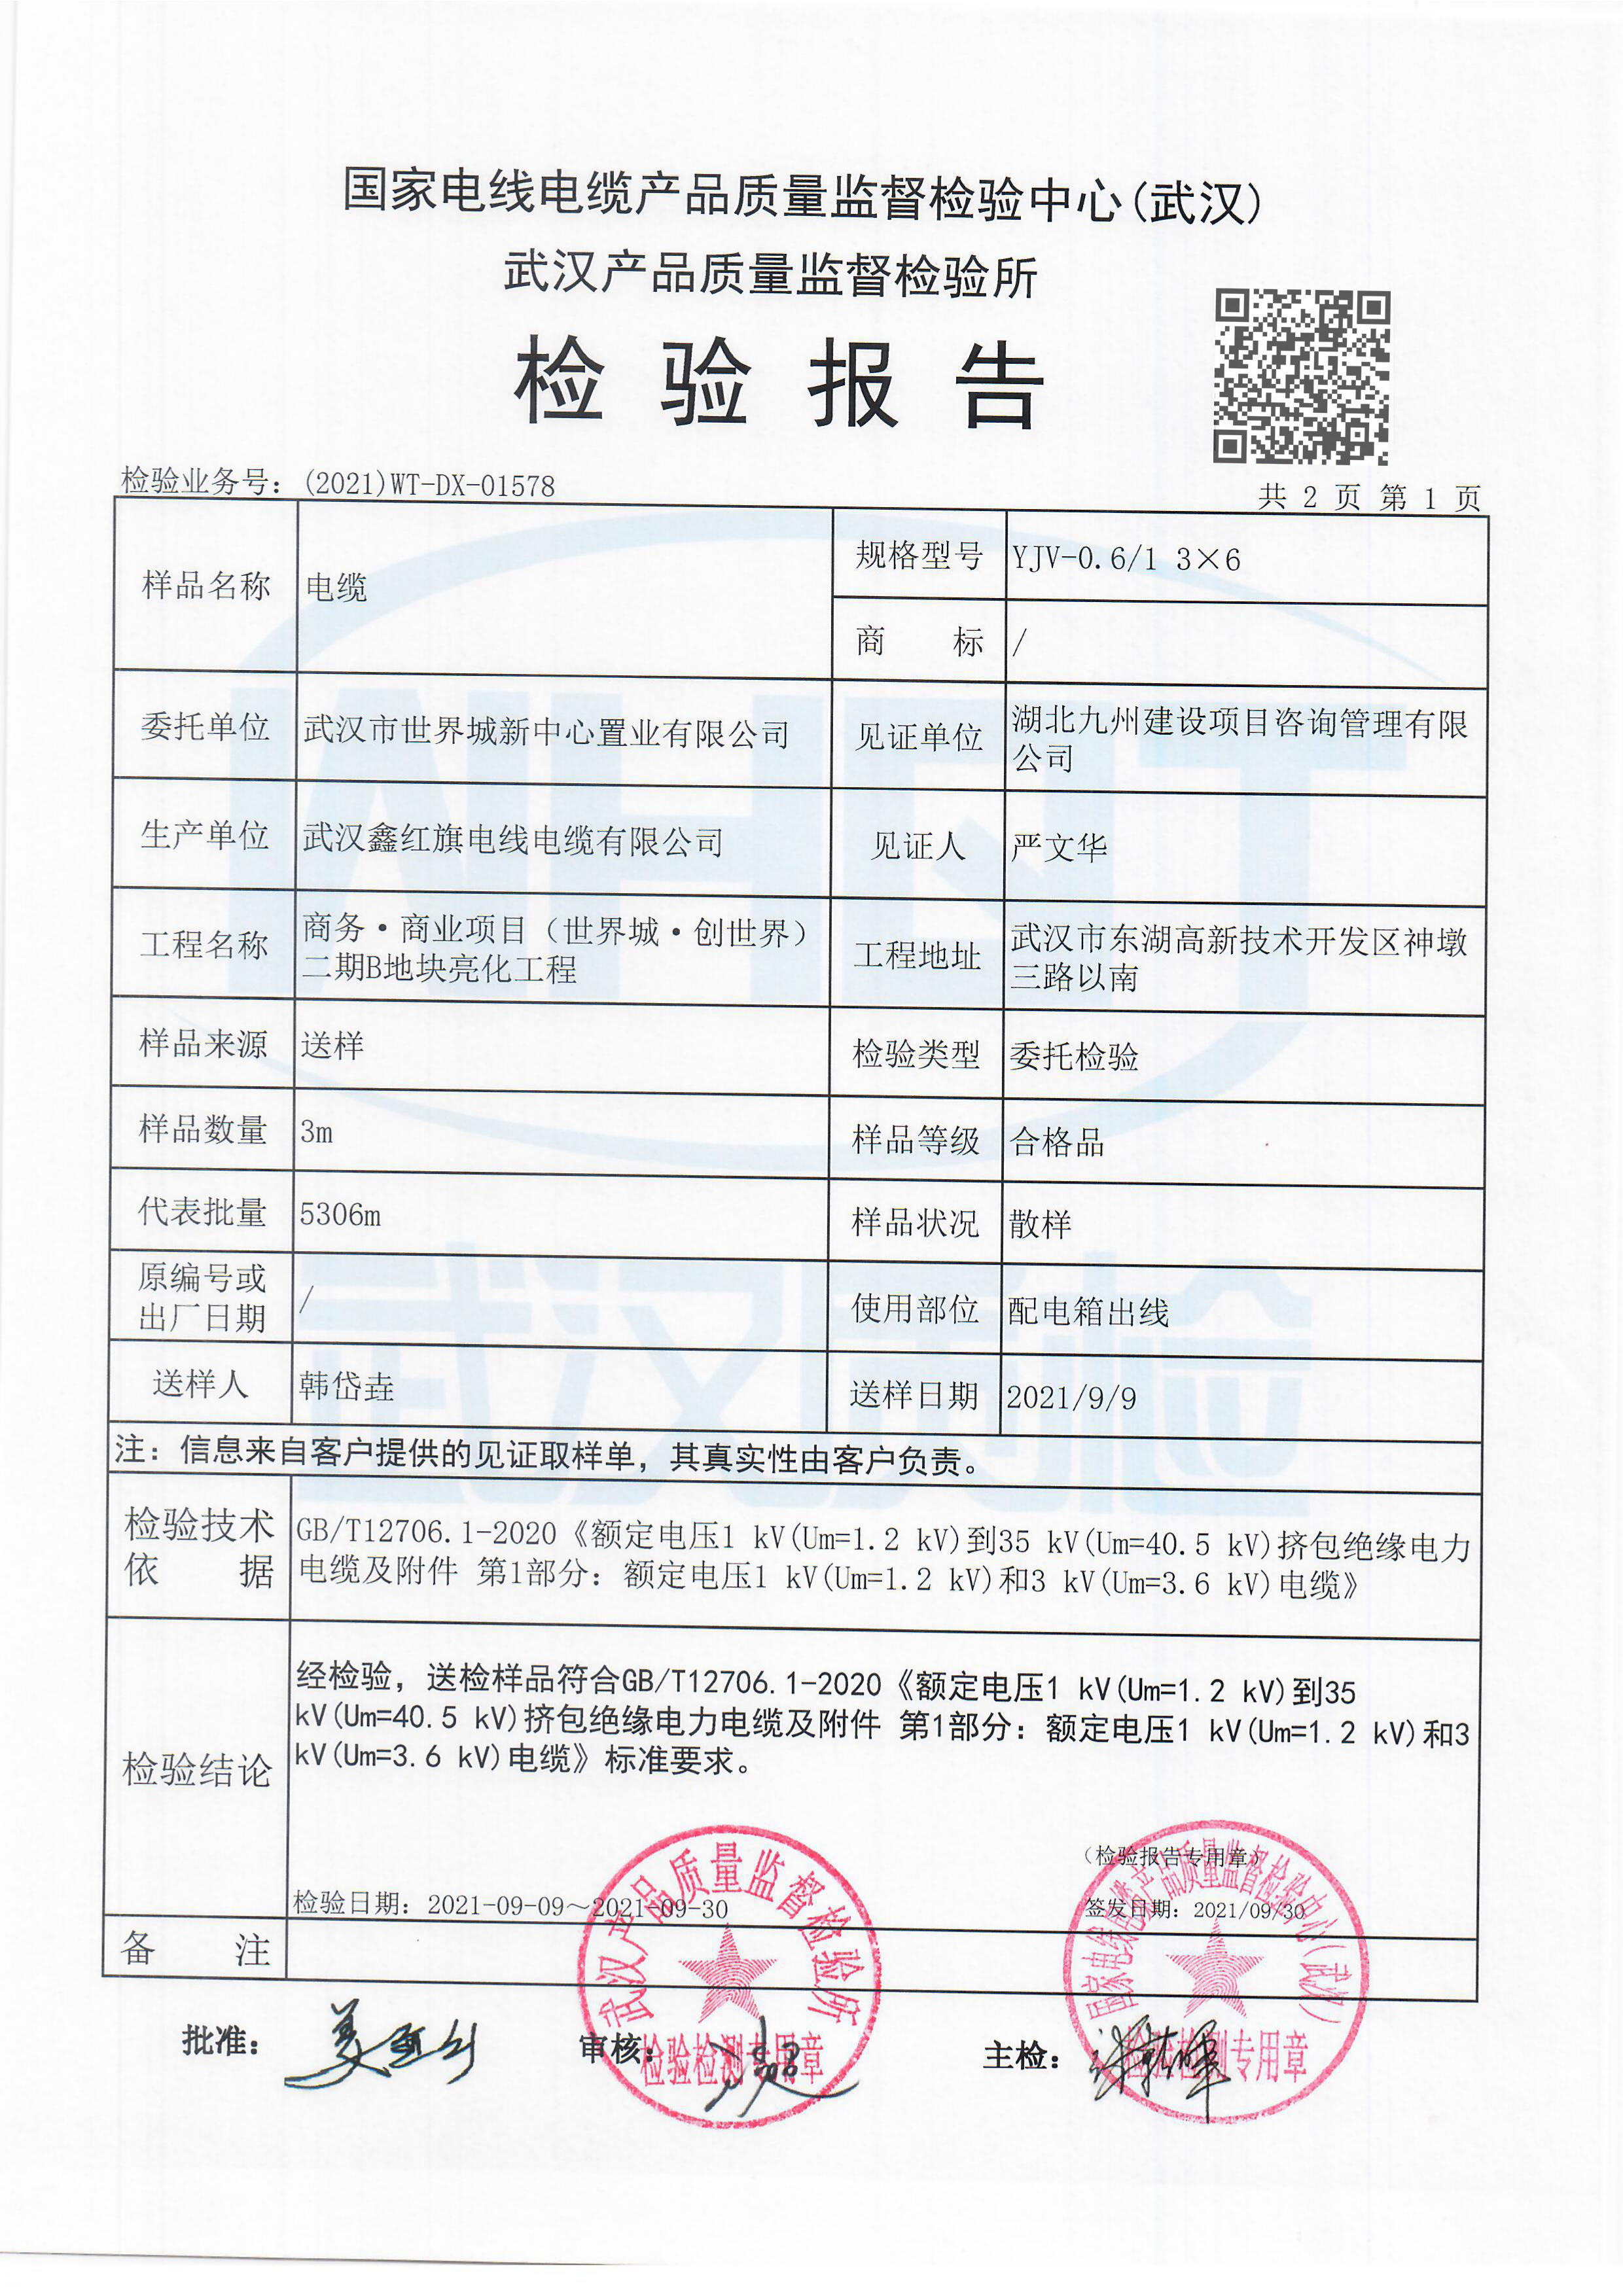 国家电线电缆产品质量监督检验中心(武汉)
武汉产品质量监督检验所
检验报告
检验业务号：(2021)WT-DX-01578
共 2 页 第 1 页
样品名称 电缆 规格型号 YJV-0.6/1 3×6
商 标 /
委托单位 武汉市世界城新中心置业有限公司 见证单位 湖北九州建设项目咨询管理有限
公司
生产单位 武汉鑫红旗电线电缆有限公司 见证人 严文华
工程名称 商务·商业项目（世界城·创世界）
二期B地块亮化工程
工程地址 武汉市东湖高新技术开发区神墩
三路以南
样品来源 送样 检验类型 委托检验
样品数量 3m 样品等级 合格品
代表批量 5306m 样品状况 散样
原编号或
出厂日期 / 使用部位 配电箱出线
送样人 韩岱垚 送样日期 2021/9/9
注：信息来自客户提供的见证取样单，其真实性由客户负责。
检验技术
依 据
GB/T12706.1-2020《额定电压1 kV(Um=1.2 kV)到35 kV(Um=40.5 kV)挤包绝缘电力
电缆及附件 第1部分：额定电压1 kV(Um=1.2 kV)和3 kV(Um=3.6 kV)电缆》
检验结论
经检验，送检样品符合GB/T12706.1-2020《额定电压1 kV(Um=1.2 kV)到35
kV(Um=40.5 kV)挤包绝缘电力电缆及附件 第1部分：额定电压1 kV(Um=1.2 kV)和3
kV(Um=3.6 kV)电缆》标准要求。
（检验报告专用章）
检验日期：2021-09-09～2021-09-30
签发日期：2021/09/30
备 注
武汉产品质量监督检验所
检验检测专用章
国家电线电缆产品质量监督检验中心(武汉)
检验检测专用章
批准：
审核：
主检：